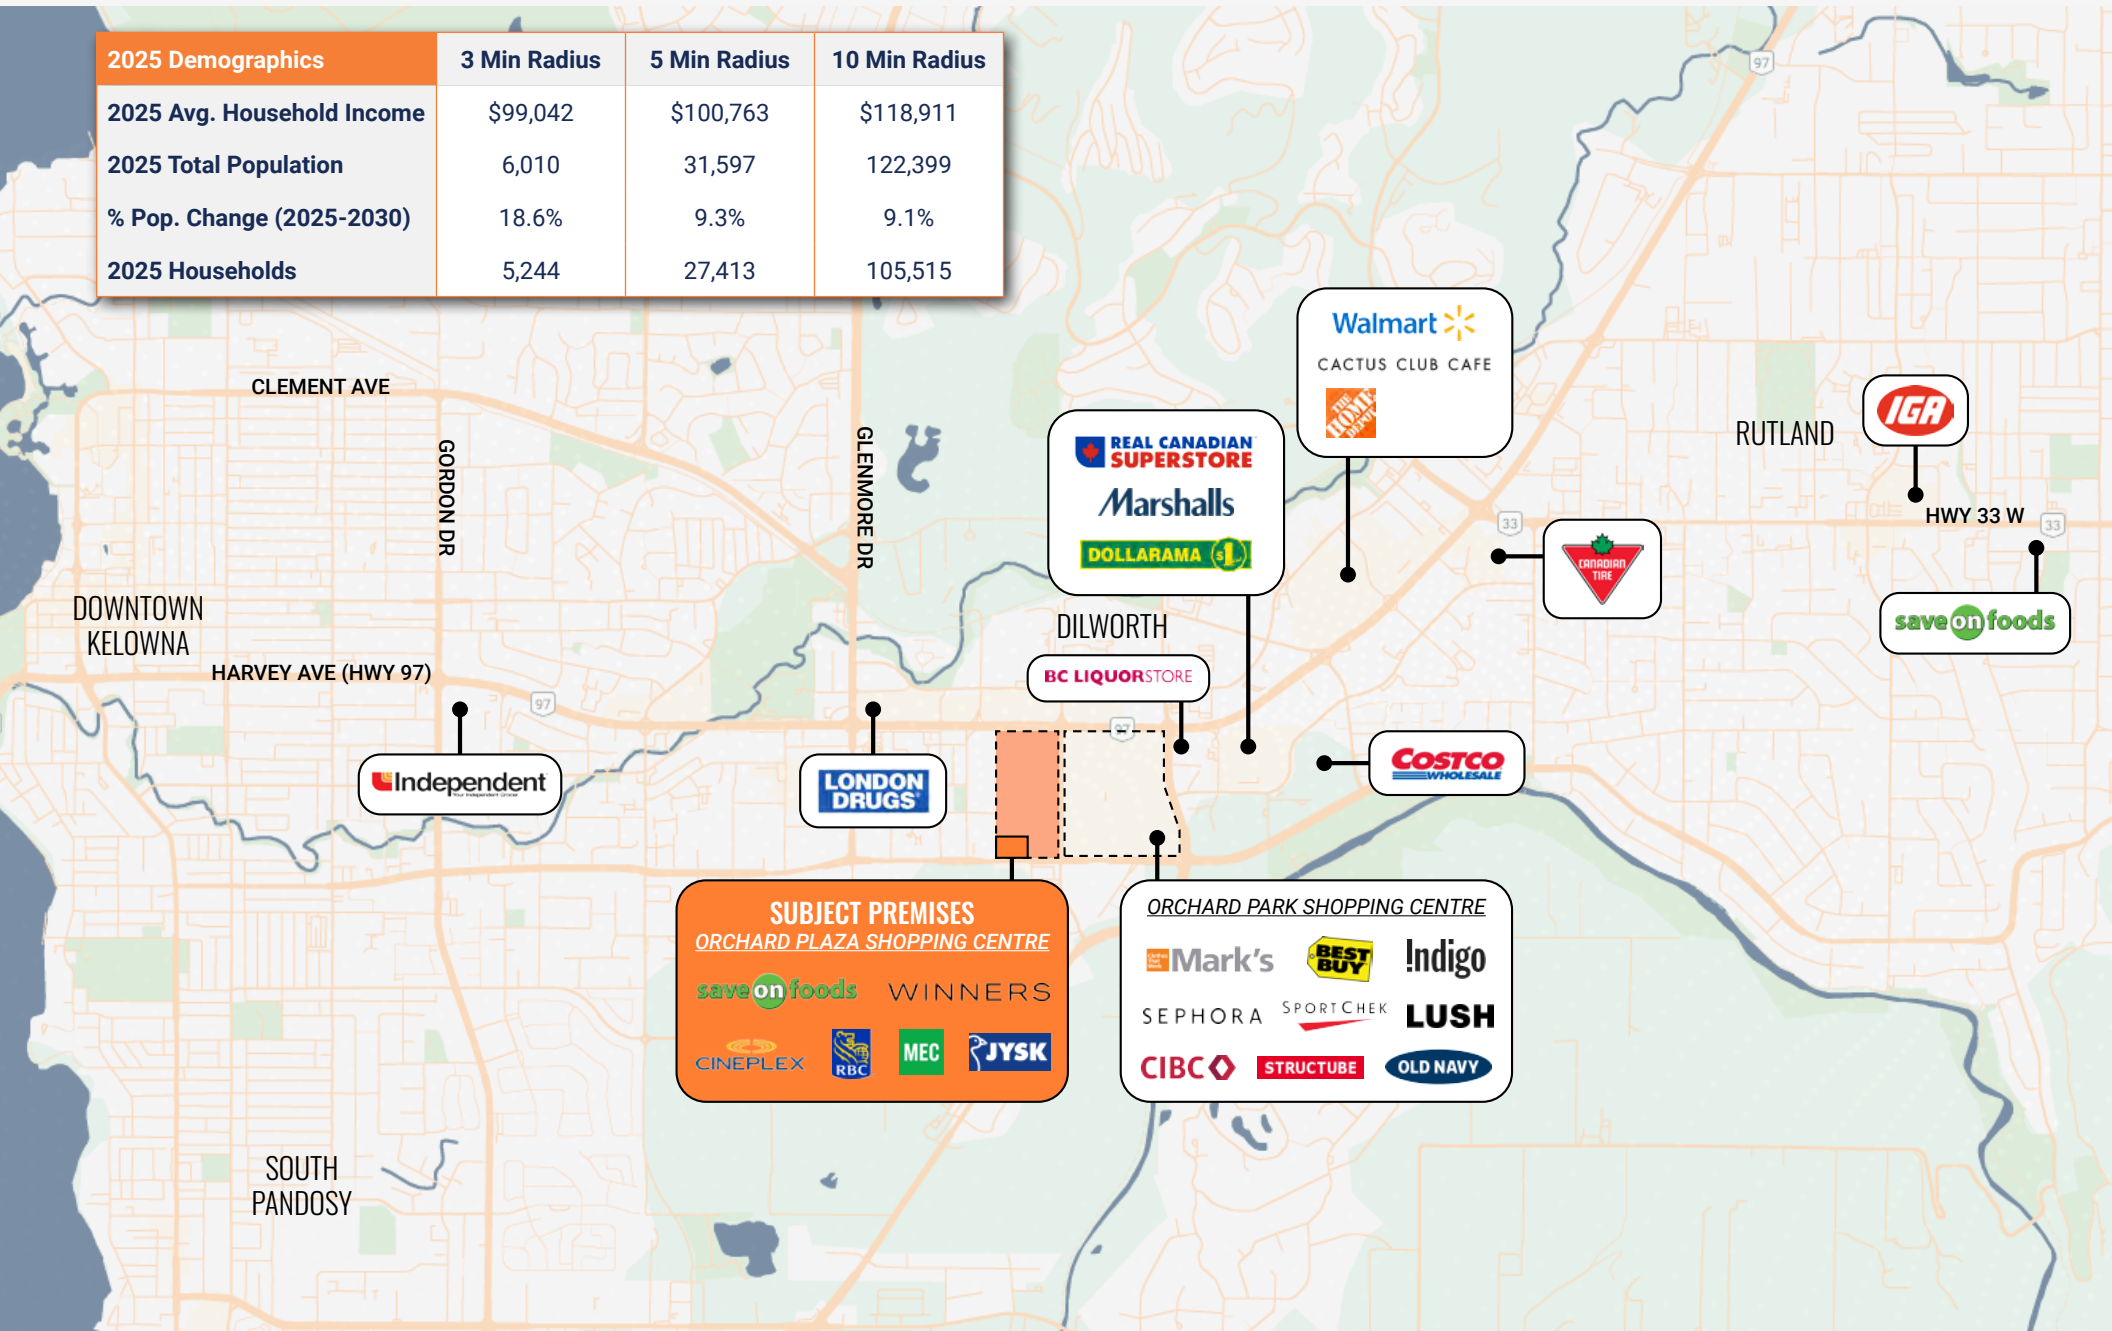 2025 Demographics 3 Min Radius 5 Min Radius 10 Min Radius
2025 Avg. Household Income $99,042 $100,763 $118,911
2025 Total Population 6,010 31,597 122,399
% Pop. Change (2025-2030) 18.6% 9.3% 9.1%
2025 Households 5,244 27,413 105,515
97
Walmart
CACTUS CLUB CAFE
THE HOME DEPOT
CLEMENT AVE
GORDON DR
GLENMORE DR
REAL CANADIAN
SUPERSTORE
Marshalls
DOLLARAMA $1
RUTLAND
IGA
HWY 33 W
33
33
CANADIAN
TIRE
save on foods
DOWNTOWN
KELOWNA
HARVEY AVE (HWY 97)
97
DILWORTH
BC LIQUORSTORE
97
Independent
Your Independent Grocer
LONDON
DRUGS
COSTCO
WHOLESALE
SUBJECT PREMISES
ORCHARD PLAZA SHOPPING CENTRE
save on foods WINNERS
CINEPLEX RBC MEC JYSK
ORCHARD PARK SHOPPING CENTRE
Mark's BEST BUY Indigo
SEPHORA SPORTCHEK LUSH
CIBC STRUCTUBE OLD NAVY
SOUTH
PANDOSY